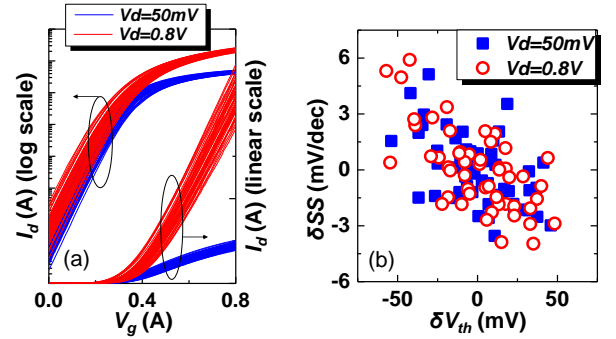 Vd=50mV
Vd=0.8V
Id (A) (log scale)
Id (A) (linear scale)
(a)
0.0 0.4 0.8
Vg (A)
Vd=50mV
Vd=0.8V
6
3
0
-3
-6
δSS (mV/dec)
(b)
-50 0 50
δVth (mV)